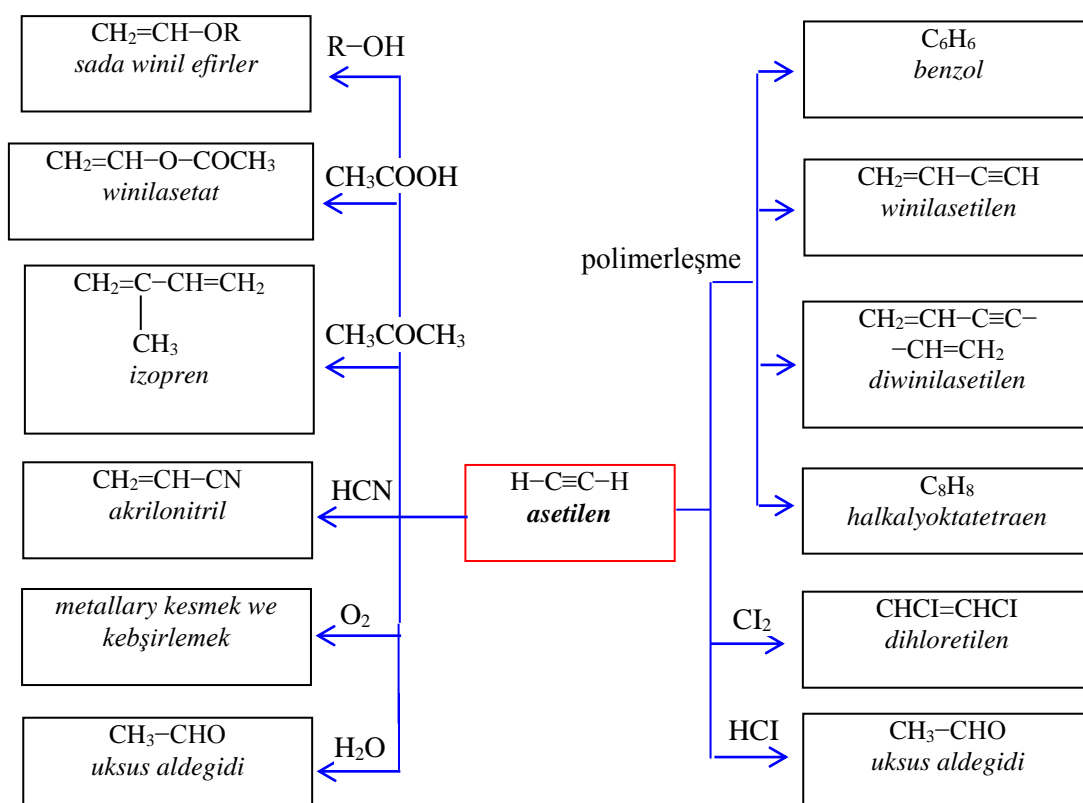 CH₂=CH−OR
sada winil efirler
R−OH
CH₂=CH−O−COCH₃
winilasetat
CH₃COOH
CH₂=C−CH=CH₂
CH₃
izopren
CH₃COCH₃
CH₂=CH−CN
akrilonitril
HCN
metallary kesmek we
kebşirlemek
O₂
CH₃−CHO
uksus aldegidi
H₂O
H−C≡C−H
asetilen
polimerleşme
C₆H₆
benzol
CH₂=CH−C≡CH
winilasetilen
CH₂=CH−C≡C−
−CH=CH₂
diwinilasetilen
C₈H₈
halkalyoktatetraen
CI₂
CHCI=CHCI
dihloretilen
HCI
CH₃−CHO
uksus aldegidi